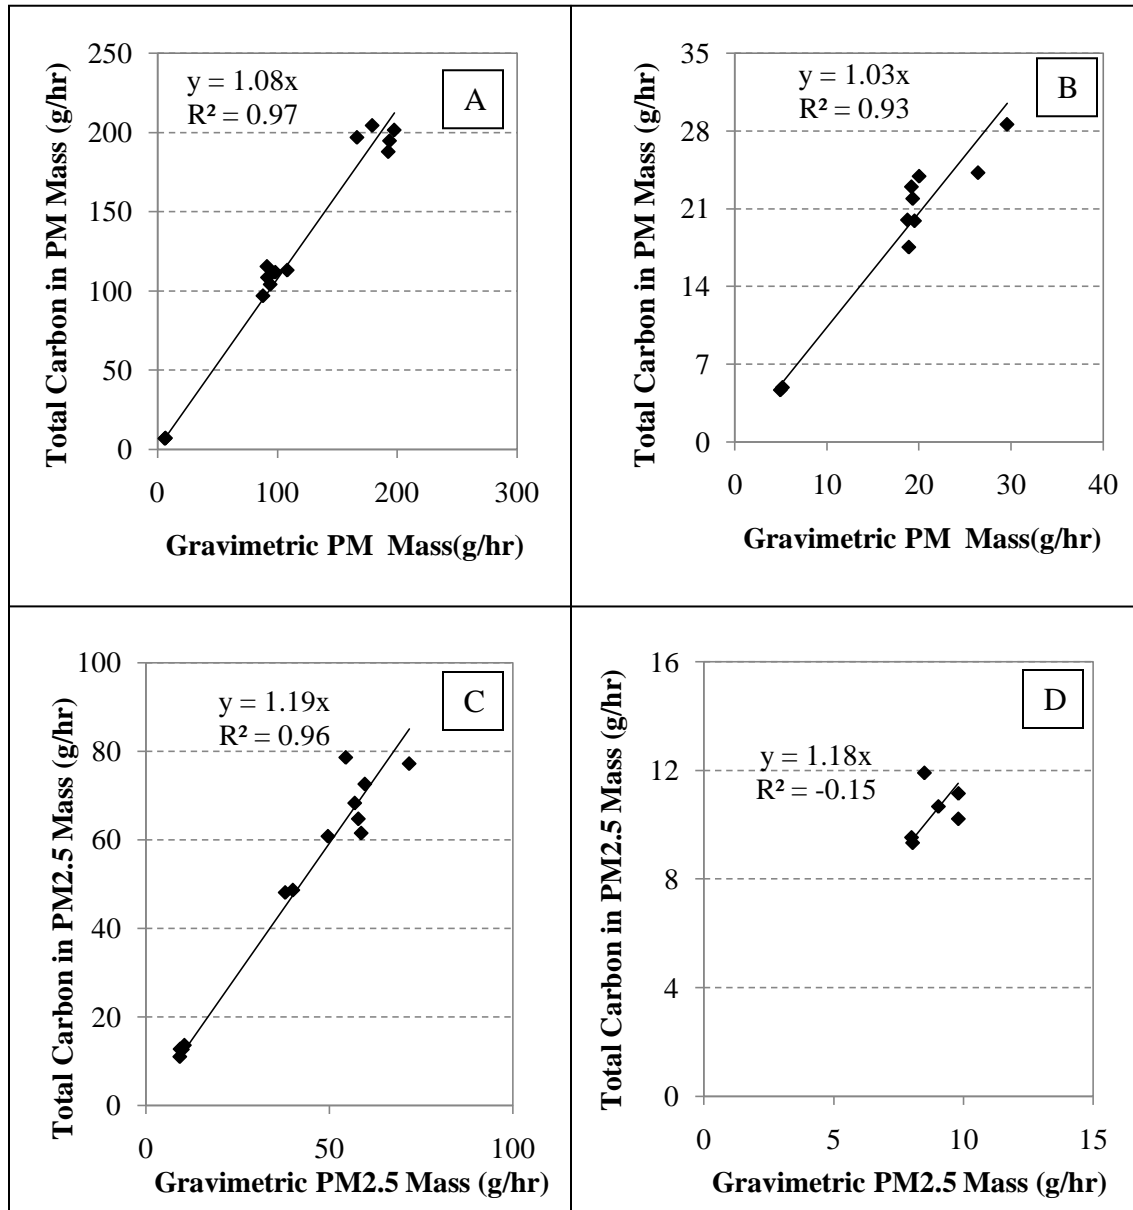 Total Carbon in PM Mass (g/hr)
250
200
150
100
50
0
y = 1.08x
R² = 0.97
A
0 100 200 300
Gravimetric PM  Mass(g/hr)
Total Carbon in PM Mass (g/hr)
35
28
21
14
7
0
y = 1.03x
R² = 0.93
B
0 10 20 30 40
Gravimetric PM  Mass(g/hr)
Total Carbon in PM2.5 Mass (g/hr)
100
80
60
40
20
0
y = 1.19x
R² = 0.96
C
0 50 100
Gravimetric PM2.5 Mass (g/hr)
Total Carbon in PM2.5 Mass (g/hr)
16
12
8
4
0
y = 1.18x
R² = -0.15
D
0 5 10 15
Gravimetric PM2.5 Mass (g/hr)